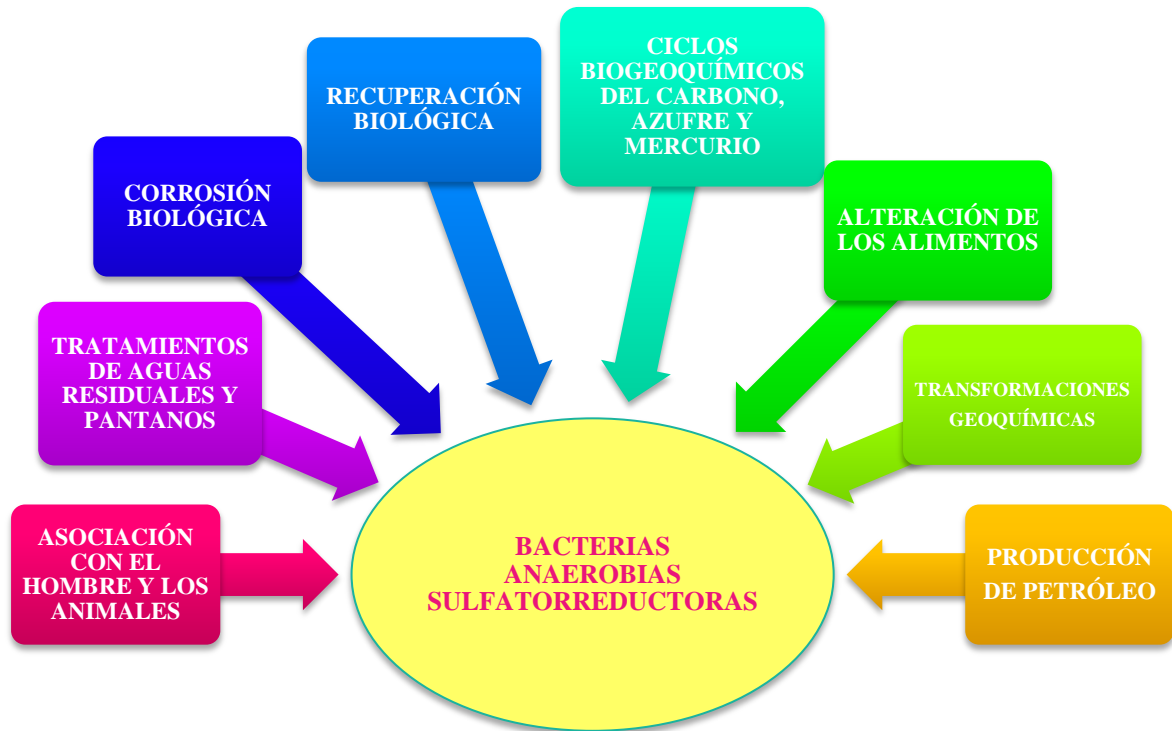 CICLOS
BIOGEOQUÍMICOS
DEL CARBONO,
AZUFRE Y
MERCURIO
RECUPERACIÓN
BIOLÓGICA
CORROSIÓN
BIOLÓGICA
ALTERACIÓN DE
LOS ALIMENTOS
TRATAMIENTOS
DE AGUAS
RESIDUALES Y
PANTANOS
TRANSFORMACIONES
GEOQUÍMICAS
ASOCIACIÓN
CON EL
HOMBRE Y LOS
ANIMALES
BACTERIAS
ANAEROBIAS
SULFATORREDUCTORAS
PRODUCCIÓN
DE PETRÓLEO